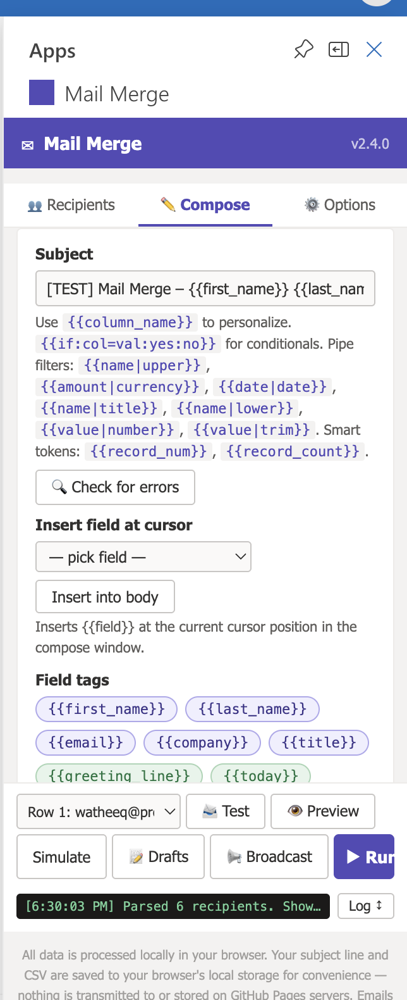 Apps
Mail Merge
✉ Mail Merge v2.4.0
👥 Recipients ✏️ Compose ⚙️ Options
Subject
[TEST] Mail Merge – {{first_name}} {{last_nam
Use {{column_name}} to personalize.
{{if:col=val:yes:no}} for conditionals. Pipe
filters: {{name|upper}},
{{amount|currency}}, {{date|date}},
{{name|title}}, {{name|lower}},
{{value|number}}, {{value|trim}}. Smart
tokens: {{record_num}}, {{record_count}}.
🔍 Check for errors
Insert field at cursor
— pick field —
Insert into body
Inserts {{field}} at the current cursor position in the
compose window.
Field tags
{{first_name}} {{last_name}}
{{email}} {{company}} {{title}}
{{greeting_line}} {{today}}
Row 1: watheeq@pr Test Preview
Simulate 📝 Drafts 📢 Broadcast ▶ Run
[6:30:03 PM] Parsed 6 recipients. Show… Log ↕
All data is processed locally in your browser. Your subject line and
CSV are saved to your browser's local storage for convenience —
nothing is transmitted to or stored on GitHub Pages servers. Emails